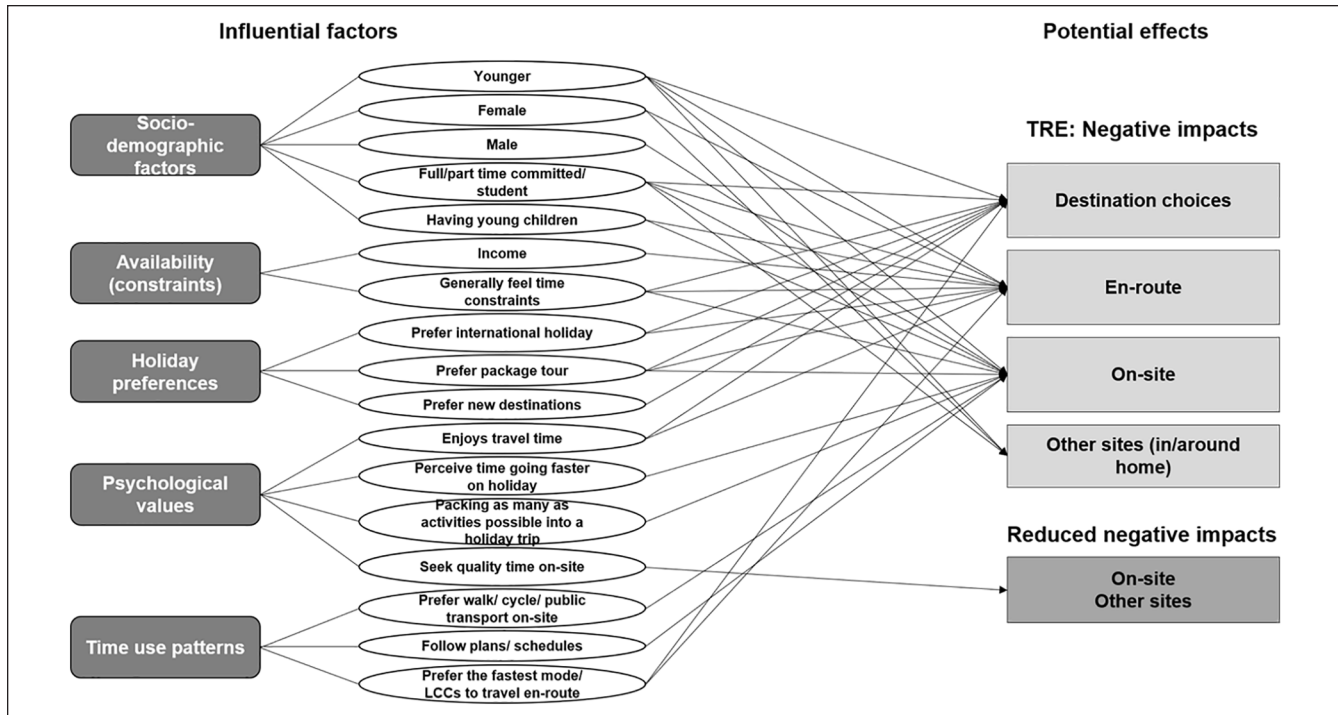 Influential factors
Potential effects
Socio-
demographic
factors
Availability
(constraints)
Holiday
preferences
Psychological
values
Time use patterns
Younger
Female
Male
Full/part time committed/
student
Having young children
Income
Generally feel time
constraints
Prefer international holiday
Prefer package tour
Prefer new destinations
Enjoys travel time
Perceive time going faster
on holiday
Packing as many as
activities possible into a
holiday trip
Seek quality time on-site
Prefer walk/ cycle/ public
transport on-site
Follow plans/ schedules
Prefer the fastest mode/
LCCs to travel en-route
TRE: Negative impacts
Destination choices
En-route
On-site
Other sites (in/around
home)
Reduced negative impacts
On-site
Other sites